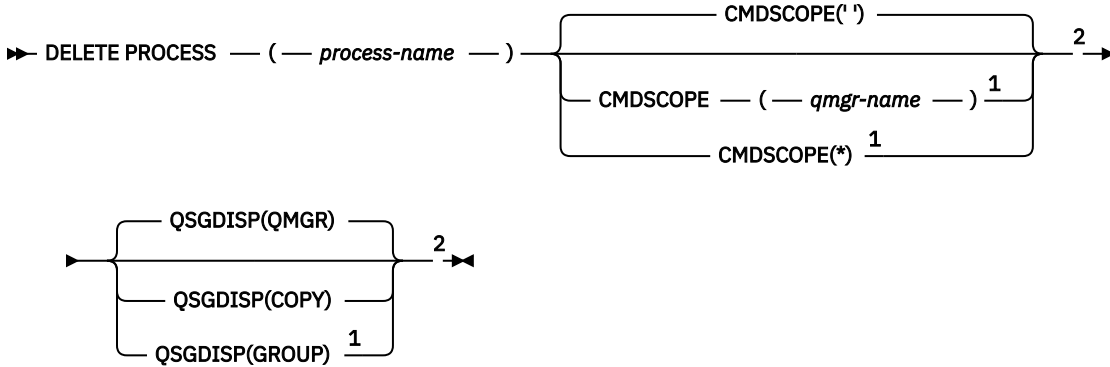 CMDSCOPE(' ')
DELETE PROCESS ( process-name ) 2
CMDSCOPE ( qmgr-name ) 1
CMDSCOPE(*) 1
QSGDISP(QMGR)
2
QSGDISP(COPY)
QSGDISP(GROUP) 1